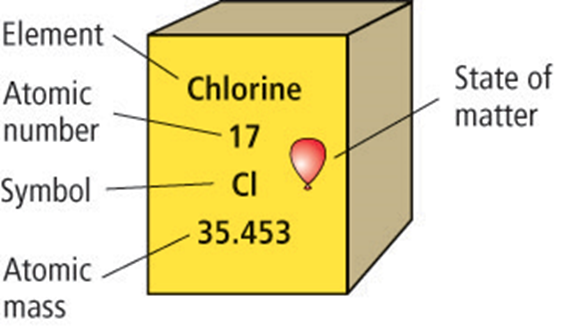 Element
Atomic
number
Symbol
Atomic
mass
Chlorine
17
Cl
35.453
State of
matter